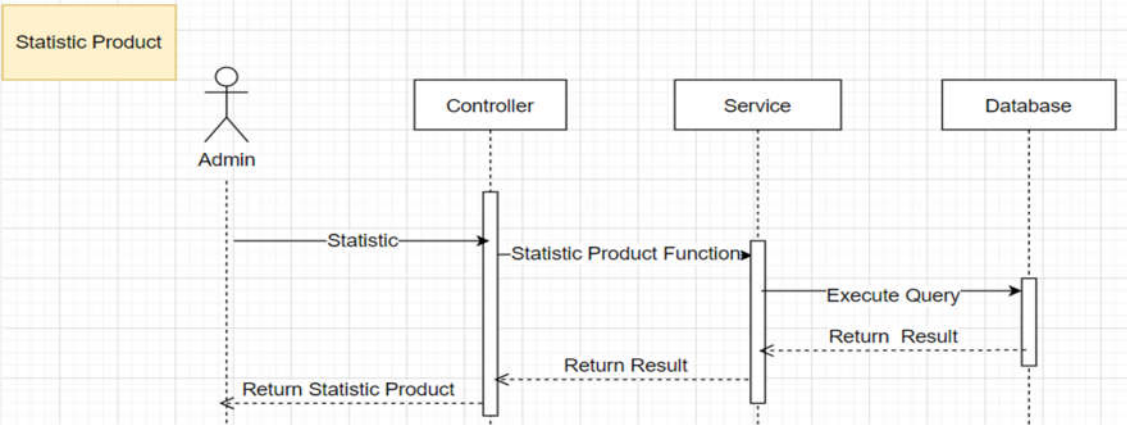 Statistic Product
Controller
Service
Database
Admin
Statistic
Statistic Product Function
Execute Query
Return Result
Return Result
Return Statistic Product